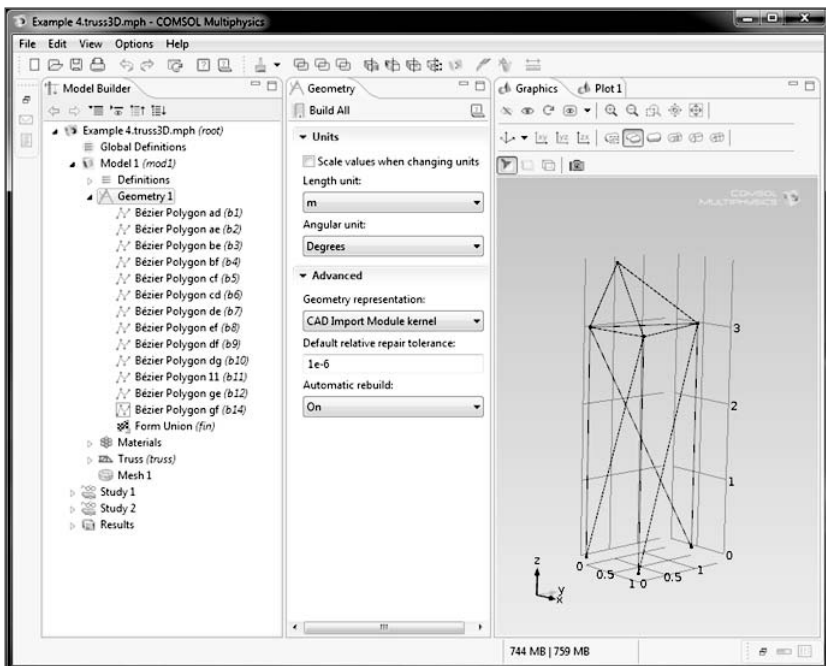 Example 4.truss3D.mph - COMSOL Multiphysics
File Edit View Options Help
Model Builder
Example 4.truss3D.mph (root)
Global Definitions
Model 1 (mod1)
Definitions
Geometry 1
Bézier Polygon ad (b1)
Bézier Polygon ae (b2)
Bézier Polygon be (b3)
Bézier Polygon bf (b4)
Bézier Polygon cf (b5)
Bézier Polygon cd (b6)
Bézier Polygon de (b7)
Bézier Polygon ef (b8)
Bézier Polygon df (b9)
Bézier Polygon dg (b10)
Bézier Polygon 11 (b11)
Bézier Polygon ge (b12)
Bézier Polygon gf (b14)
Form Union (fin)
Materials
Truss (truss)
Mesh 1
Study 1
Study 2
Results
Geometry
Build All
Units
Scale values when changing units
Length unit:
m
Angular unit:
Degrees
Advanced
Geometry representation:
CAD Import Module kernel
Default relative repair tolerance:
1e-6
Automatic rebuild:
On
Graphics Plot 1
xy yz zx
COMSOL
MULTIPHYSICS
3
2
1
0
0 0.5 1 0 0.5 1
z
y
x
744 MB | 759 MB